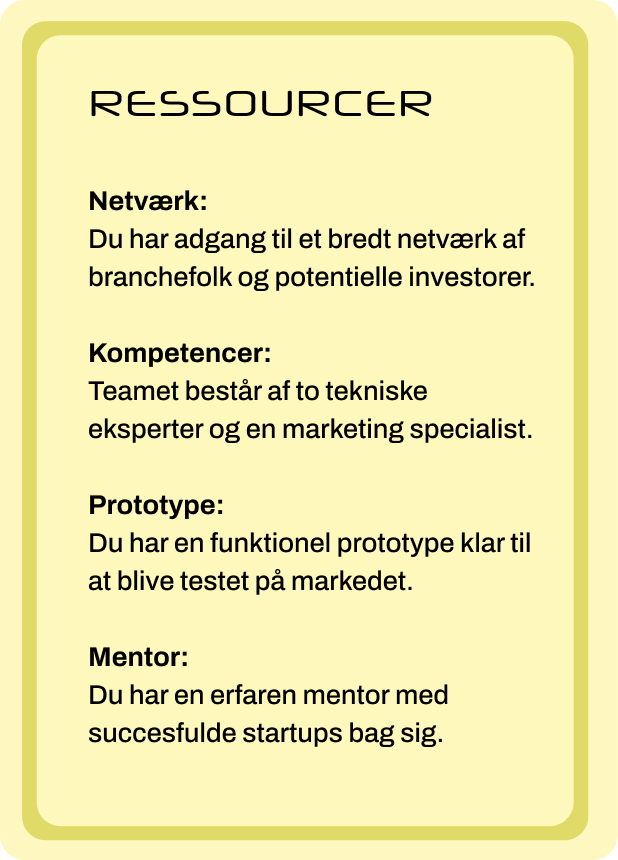 RESSOURCER
Netværk:
Du har adgang til et bredt netværk af
branchefolk og potentielle investorer.
Kompetencer:
Teamet består af to tekniske
eksperter og en marketing specialist.
Prototype:
Du har en funktionel prototype klar til
at blive testet på markedet.
Mentor:
Du har en erfaren mentor med
succesfulde startups bag sig.